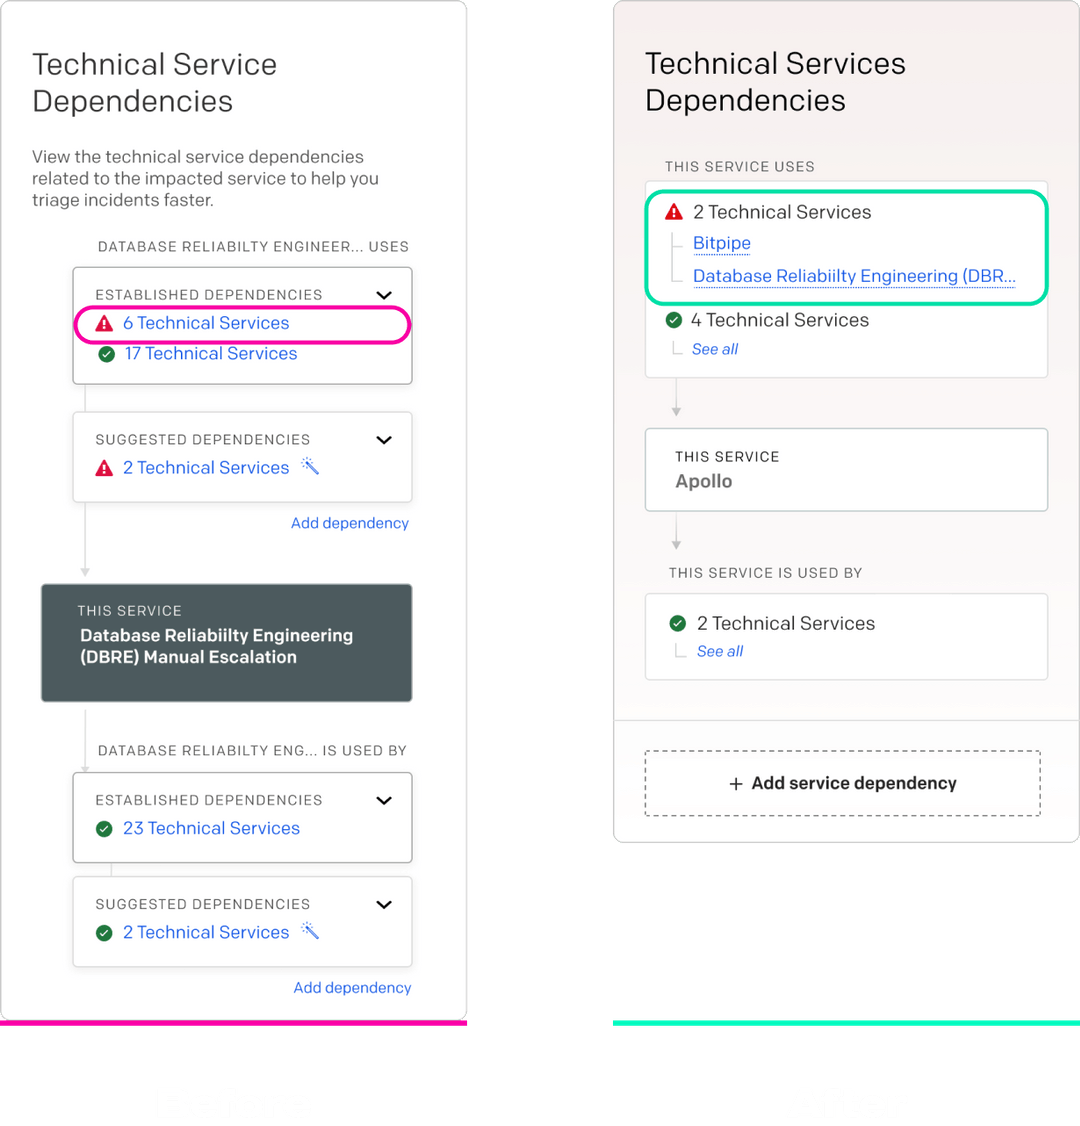 Technical Service
Dependencies
View the technical service dependencies
related to the impacted service to help you
triage incidents faster.
DATABASE RELIABILTY ENGINEER... USES
ESTABLISHED DEPENDENCIES
6 Technical Services
17 Technical Services
SUGGESTED DEPENDENCIES
2 Technical Services
Add dependency
THIS SERVICE
Database Reliabiilty Engineering
(DBRE) Manual Escalation
DATABASE RELIABILTY ENG... IS USED BY
ESTABLISHED DEPENDENCIES
23 Technical Services
SUGGESTED DEPENDENCIES
2 Technical Services
Add dependency
Technical Services
Dependencies
THIS SERVICE USES
2 Technical Services
Bitpipe
Database Reliabiilty Engineering (DBR...
4 Technical Services
See all
THIS SERVICE
Apollo
THIS SERVICE IS USED BY
2 Technical Services
See all
+ Add service dependency